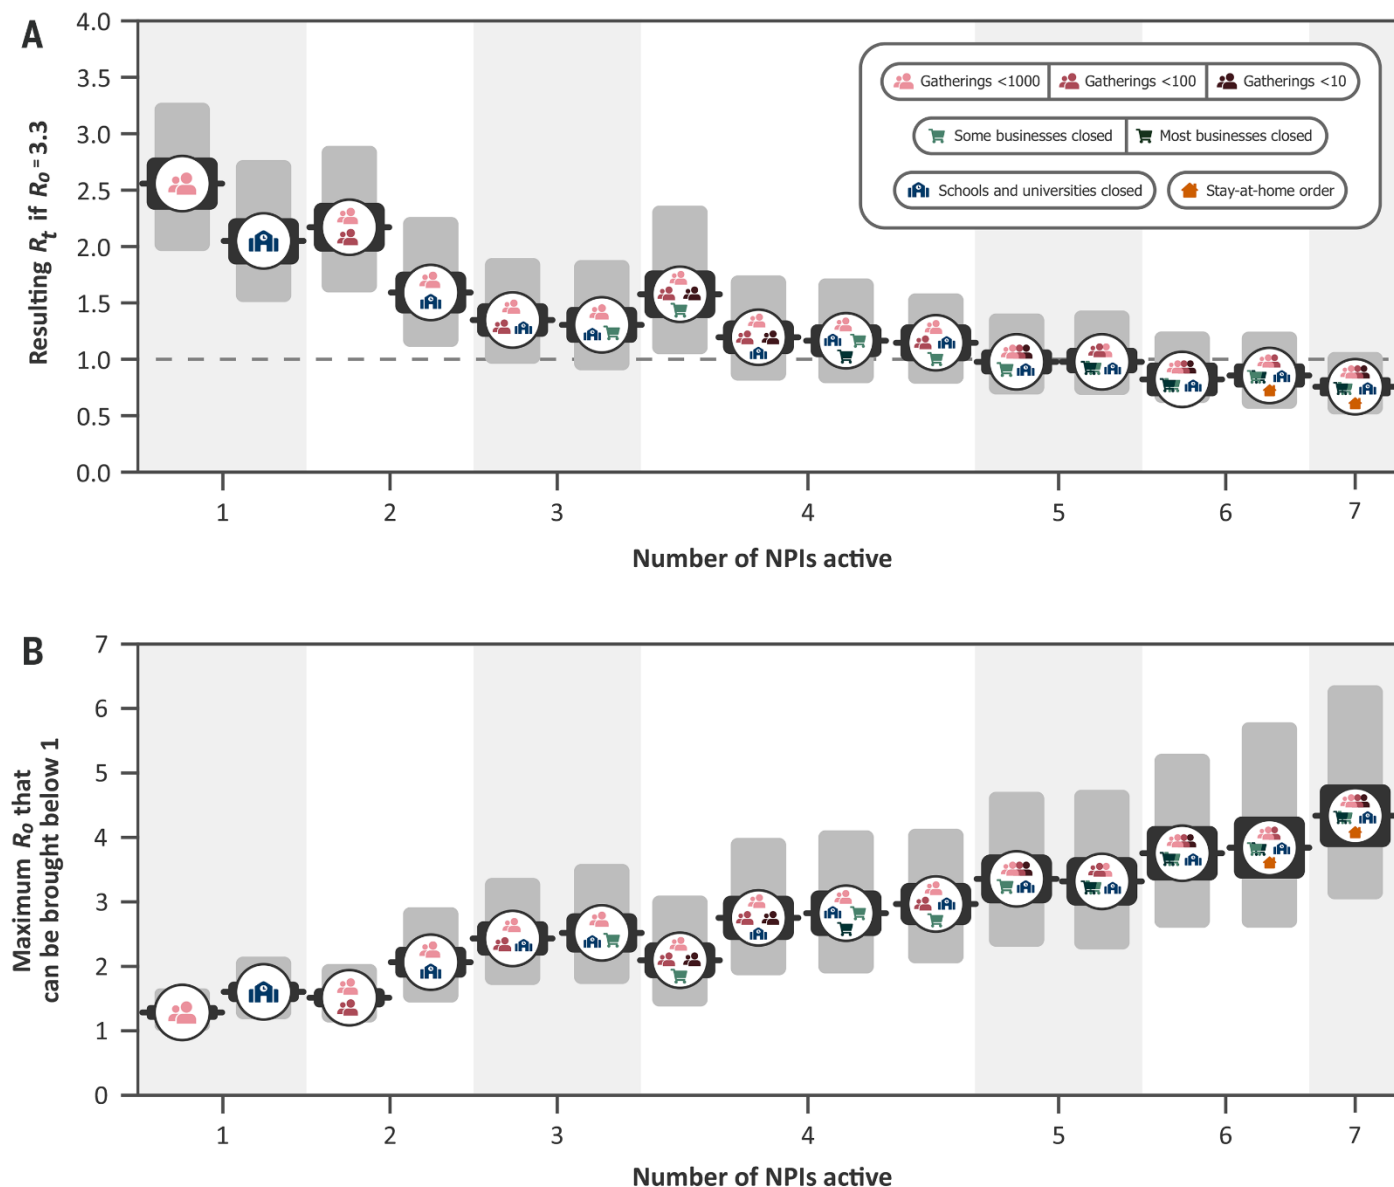 A
Resulting Rt if R0 = 3.3
4.0
3.5
3.0
2.5
2.0
1.5
1.0
0.5
0.0
Gatherings <1000
Gatherings <100
Gatherings <10
Some businesses closed
Most businesses closed
Schools and universities closed
Stay-at-home order
1
2
3
4
5
6
7
Number of NPIs active
B
Maximum R0 that
can be brought below 1
7
6
5
4
3
2
1
0
1
2
3
4
5
6
7
Number of NPIs active